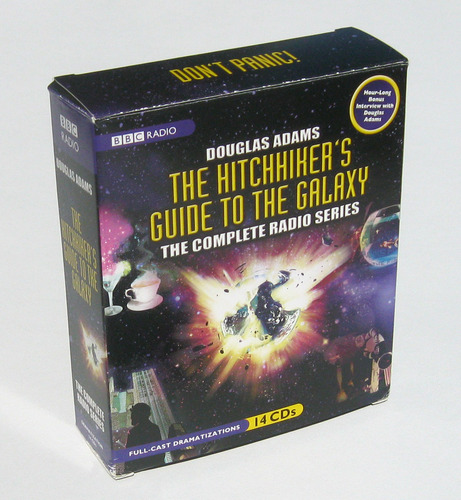 DON'T PANIC!
BBC RADIO
Hour-Long
Bonus
Interview with
Douglas
Adams
DOUGLAS ADAMS
THE HITCHHIKER'S
GUIDE TO THE GALAXY
THE COMPLETE RADIO SERIES
FULL-CAST DRAMATIZATIONS
14 CDs
BBC
RADIO
DOUGLAS ADAMS
THE HITCHHIKER'S
GUIDE TO THE
GALAXY
THE COMPLETE
RADIO SERIES